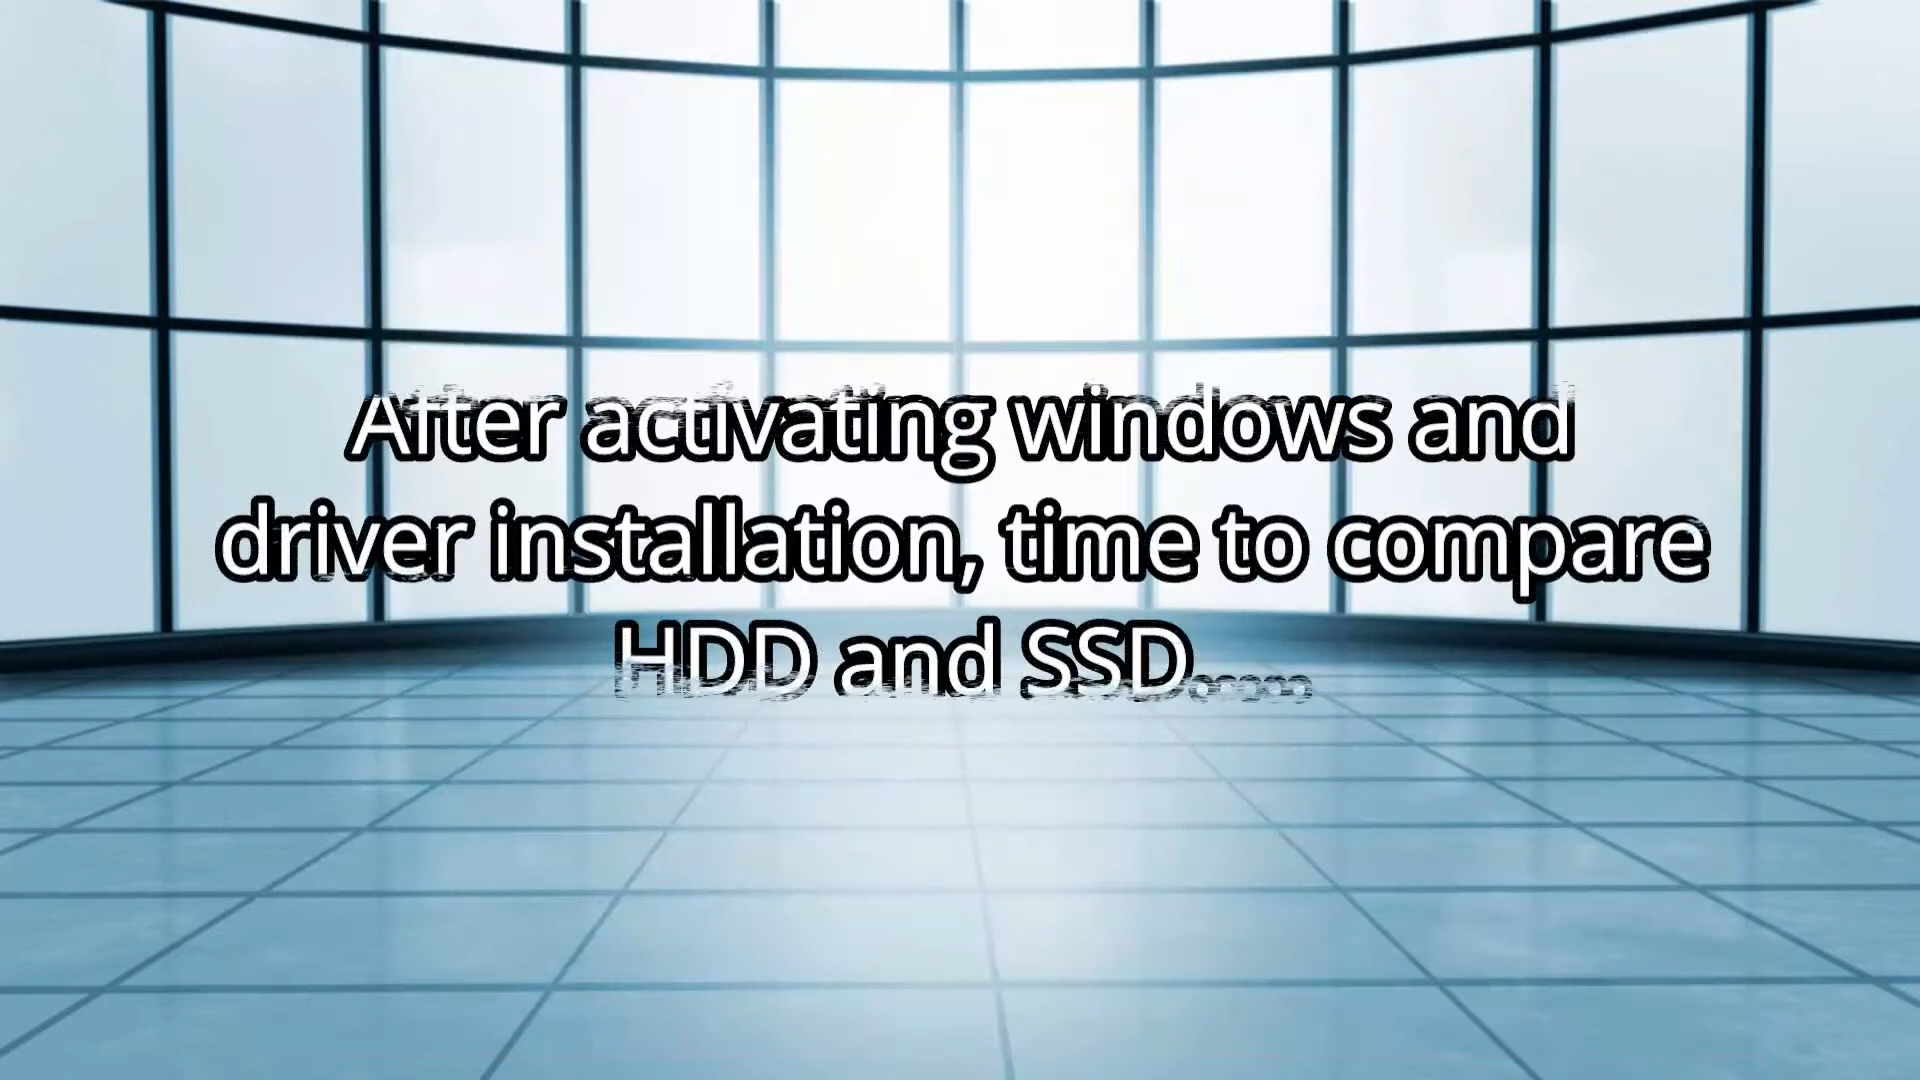 After activating windows and
driver installation, time to compare
HDD and SSD......